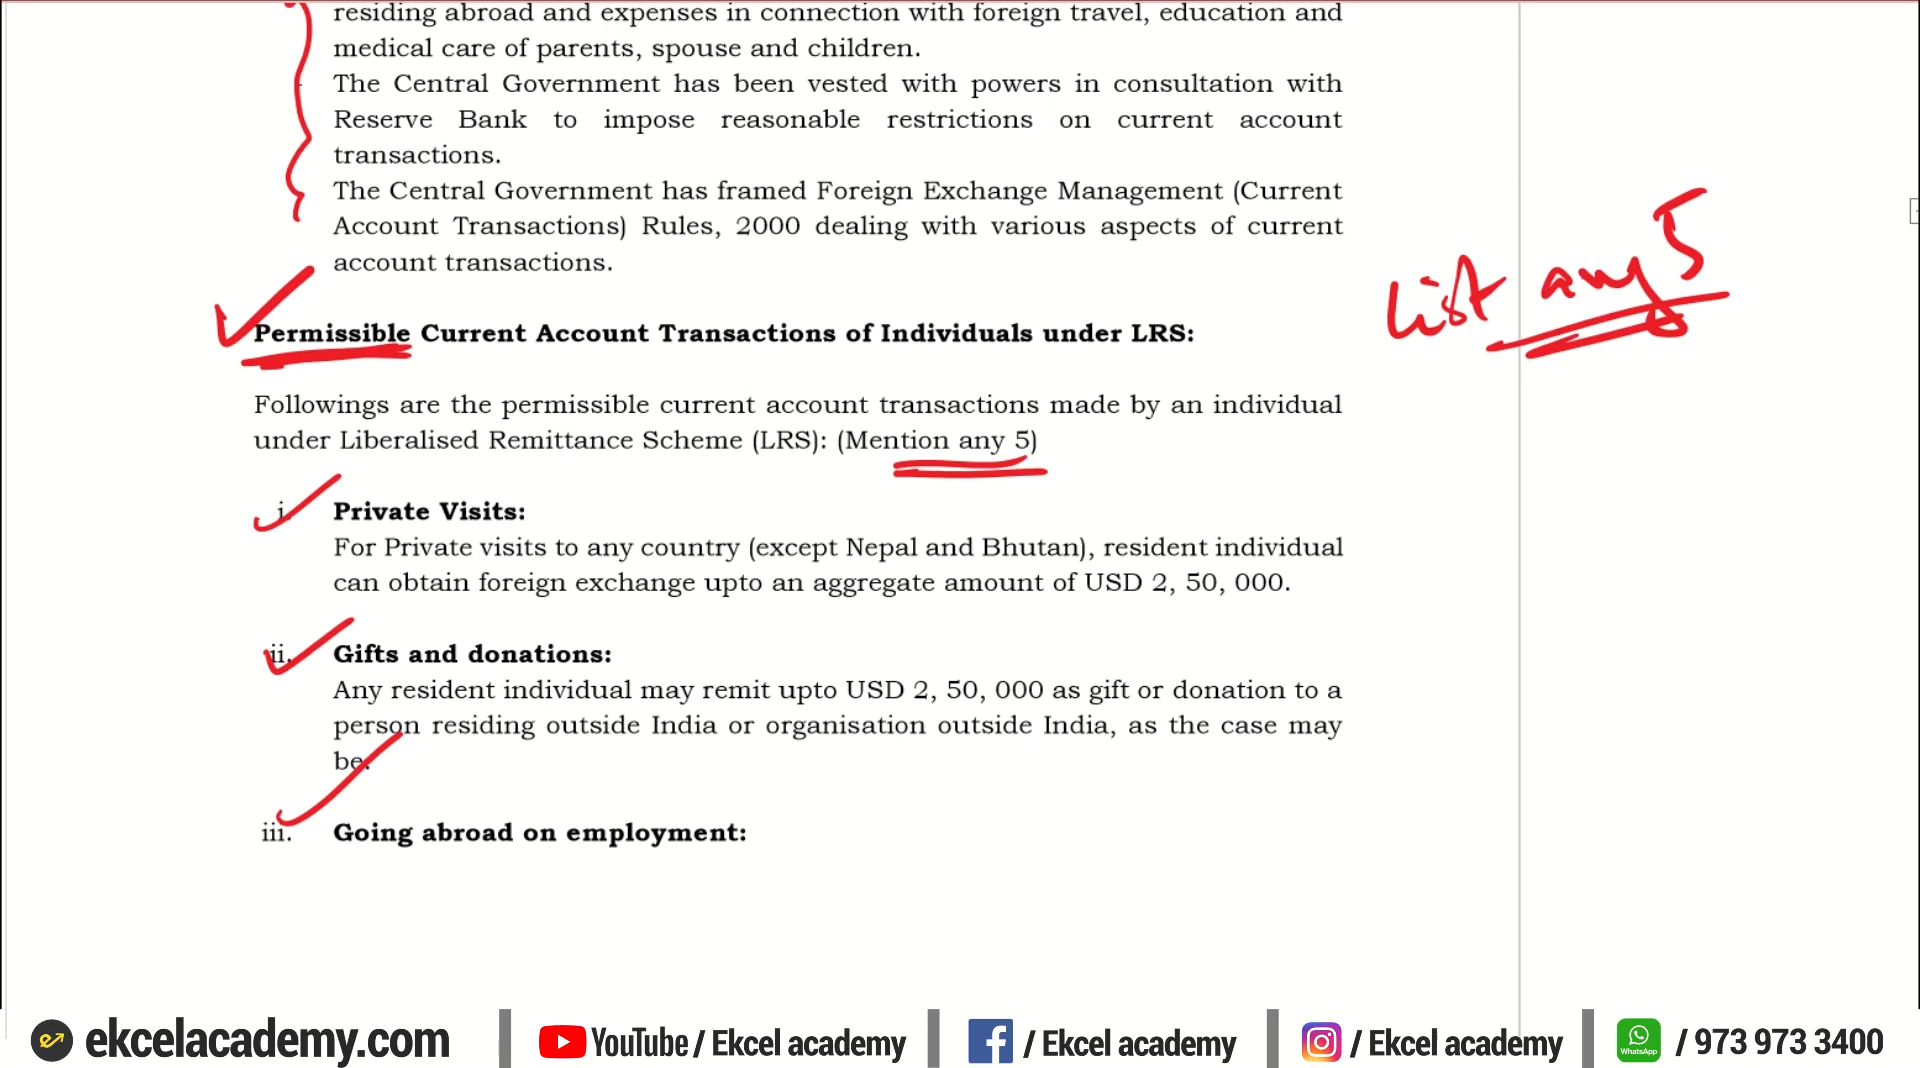 residing abroad and expenses in connection with foreign travel, education and
medical care of parents, spouse and children.
The Central Government has been vested with powers in consultation with
Reserve Bank to impose reasonable restrictions on current account
transactions.
The Central Government has framed Foreign Exchange Management (Current
Account Transactions) Rules, 2000 dealing with various aspects of current
account transactions.
List any 5
Permissible Current Account Transactions of Individuals under LRS:
Followings are the permissible current account transactions made by an individual
under Liberalised Remittance Scheme (LRS): (Mention any 5)
i. Private Visits:
For Private visits to any country (except Nepal and Bhutan), resident individual
can obtain foreign exchange upto an aggregate amount of USD 2, 50, 000.
ii. Gifts and donations:
Any resident individual may remit upto USD 2, 50, 000 as gift or donation to a
person residing outside India or organisation outside India, as the case may
be.
iii. Going abroad on employment:
ekcelacademy.com YouTube / Ekcel academy / Ekcel academy / Ekcel academy WhatsApp / 973 973 3400